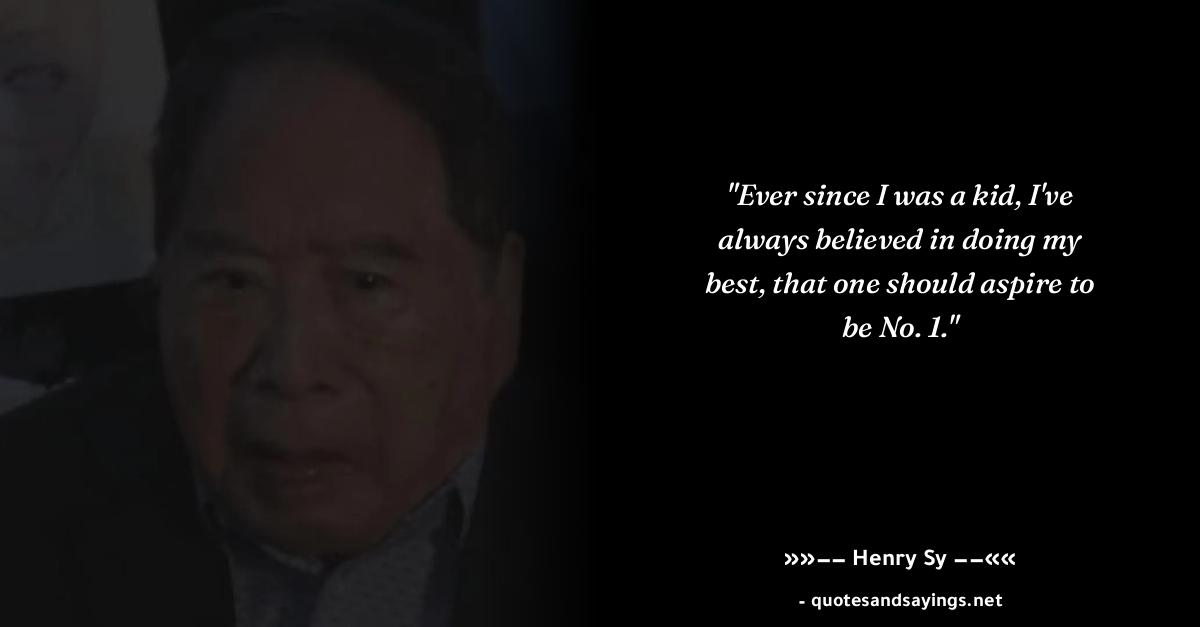 "Ever since I was a kid, I've
always believed in doing my
best, that one should aspire to
be No. 1."
»»−− Henry Sy −−««
- quotesandsayings.net